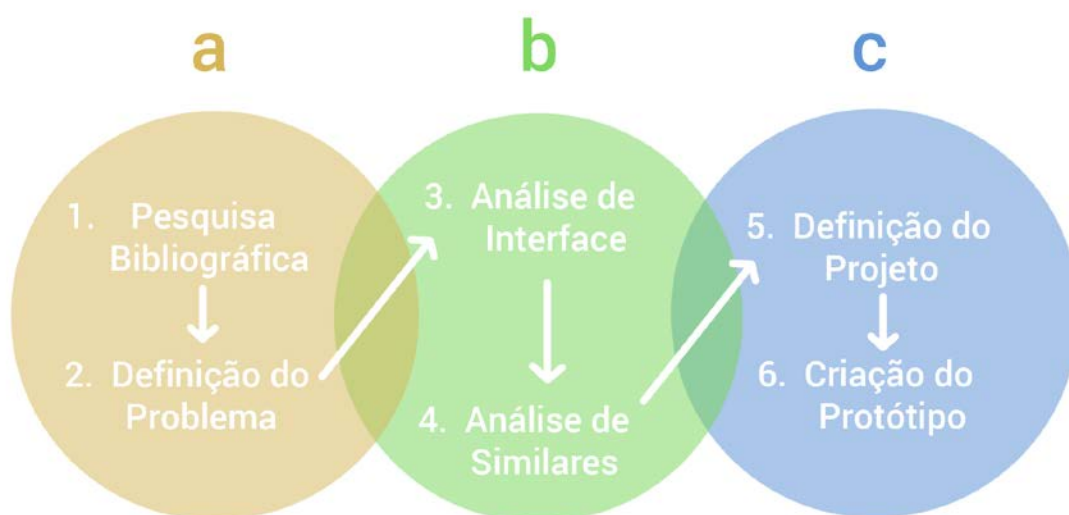 a
1. Pesquisa
Bibliográfica
2. Definição do
Problema
b
3. Análise de
Interface
4. Análise de
Similares
c
5. Definição do
Projeto
6. Criação do
Protótipo